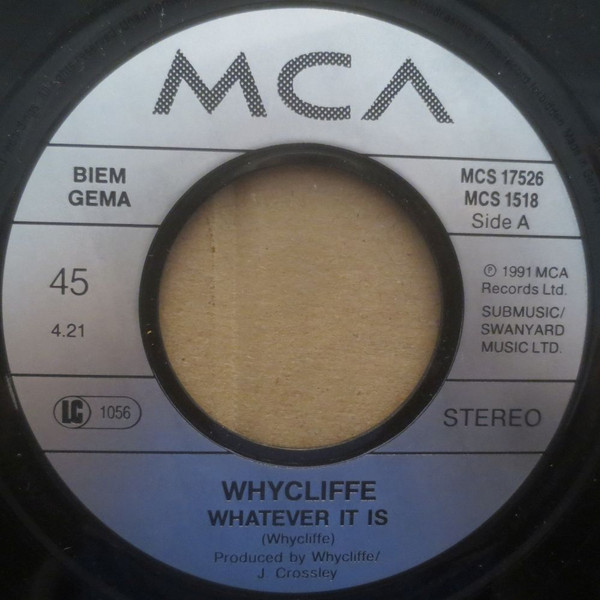 MCA
BIEM
GEMA
MCS 17526
MCS 1518
Side A
45
4.21
℗ 1991 MCA
Records Ltd.
SUBMUSIC/
SWANYARD
MUSIC LTD.
LC 1056
STEREO
WHYCLIFFE
WHATEVER IT IS
(Whycliffe)
Produced by Whycliffe/
J. Crossley